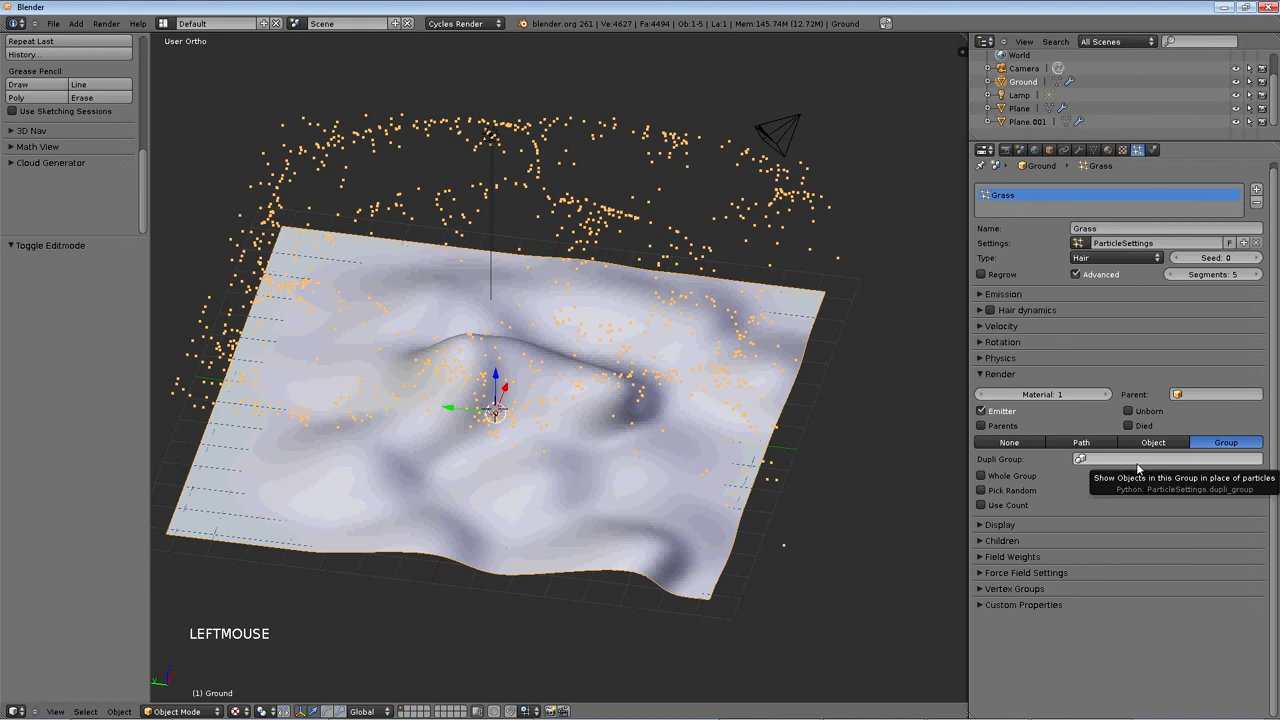 Blender
File Add Render Help Default Scene Cycles Render blender.org 261 | Ve:4627 | Fa:4494 | Ob:1-5 | La:1 | Mem:145.74M (12.72M) | Ground
Repeat Last
History...
Grease Pencil:
Draw Line
Poly Erase
Use Sketching Sessions
3D Nav
Math View
Cloud Generator
Toggle Editmode
User Ortho
LEFTMOUSE
(1) Ground
View Select Object Object Mode Global
View Search All Scenes
World
Camera
Ground
Lamp
Plane
Plane.001
Ground Grass
Grass
Name: Grass
Settings: ParticleSettings F
Type: Hair Seed: 0
Regrow Advanced Segments: 5
Emission
Hair dynamics
Velocity
Rotation
Physics
Render
Material: 1 Parent:
Emitter Unborn
Parents Died
None Path Object Group
Dupli Group:
Whole Group
Pick Random
Use Count
Show Objects in this Group in place of particles
Python: ParticleSettings.dupli_group
Display
Children
Field Weights
Force Field Settings
Vertex Groups
Custom Properties